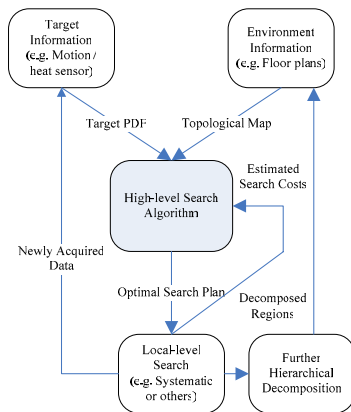 Target
Information
(e.g. Motion /
heat sensor)
Environment
Information
(e.g. Floor plans)
Target PDF
Topological Map
High-level Search
Algorithm
Estimated
Search Costs
Newly Acquired
Data
Optimal Search Plan
Decomposed
Regions
Local-level
Search
(e.g. Systematic
or others)
Further
Hierarchical
Decomposition